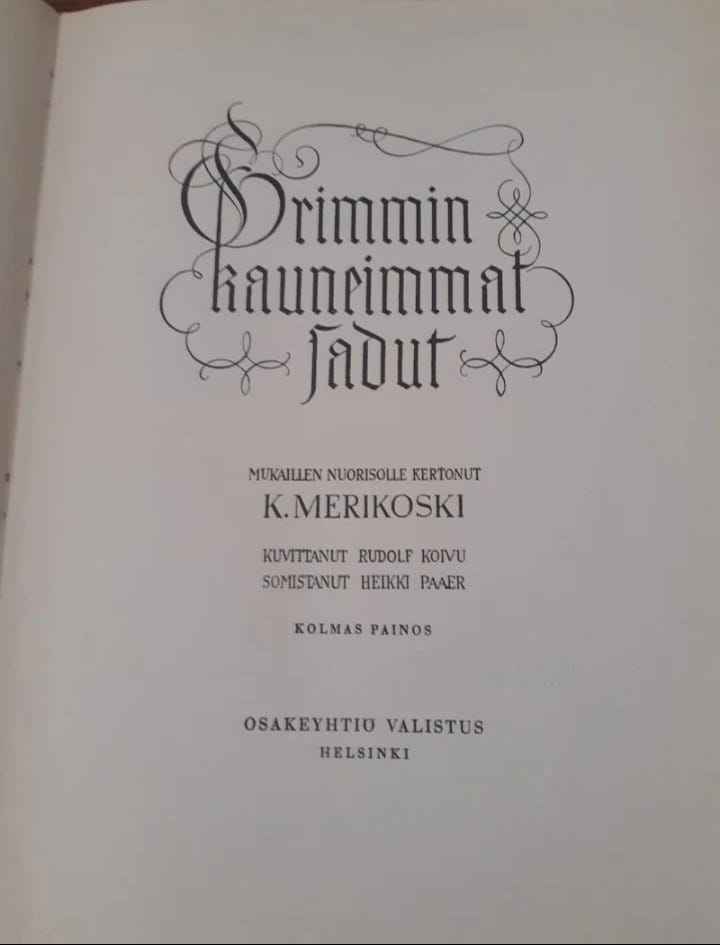 Grimmin
kauneimmat
sadut
MUKAILLEN NUORISOLLE KERTONUT
K. MERIKOSKI
KUVITTANUT RUDOLF KOIVU
SOMISTANUT HEIKKI PAAER
KOLMAS PAINOS
OSAKEYHTIÖ VALISTUS
HELSINKI